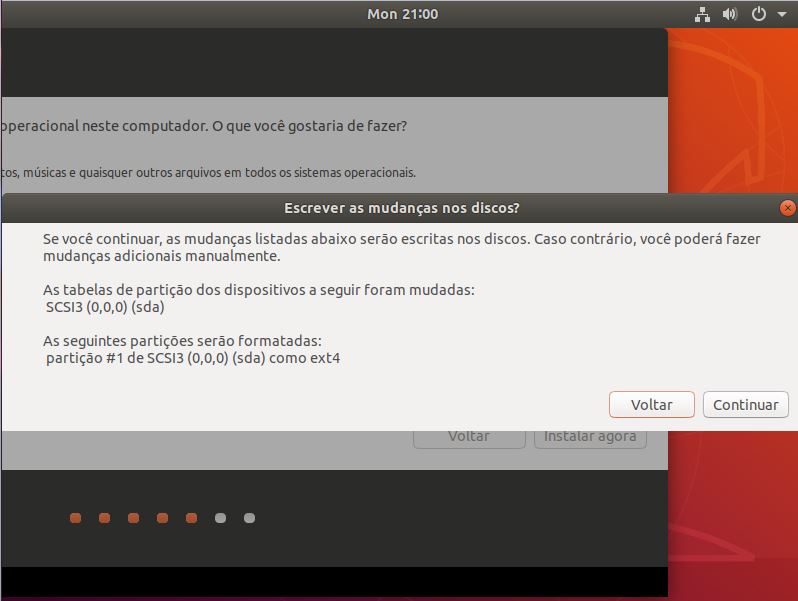 Mon 21:00
operacional neste computador. O que você gostaria de fazer?
tos, músicas e quaisquer outros arquivos em todos os sistemas operacionais.
Escrever as mudanças nos discos?
Se você continuar, as mudanças listadas abaixo serão escritas nos discos. Caso contrário, você poderá fazer
mudanças adicionais manualmente.
As tabelas de partição dos dispositivos a seguir foram mudadas:
SCSI3 (0,0,0) (sda)
As seguintes partições serão formatadas:
partição #1 de SCSI3 (0,0,0) (sda) como ext4
Voltar Continuar
Voltar Instalar agora